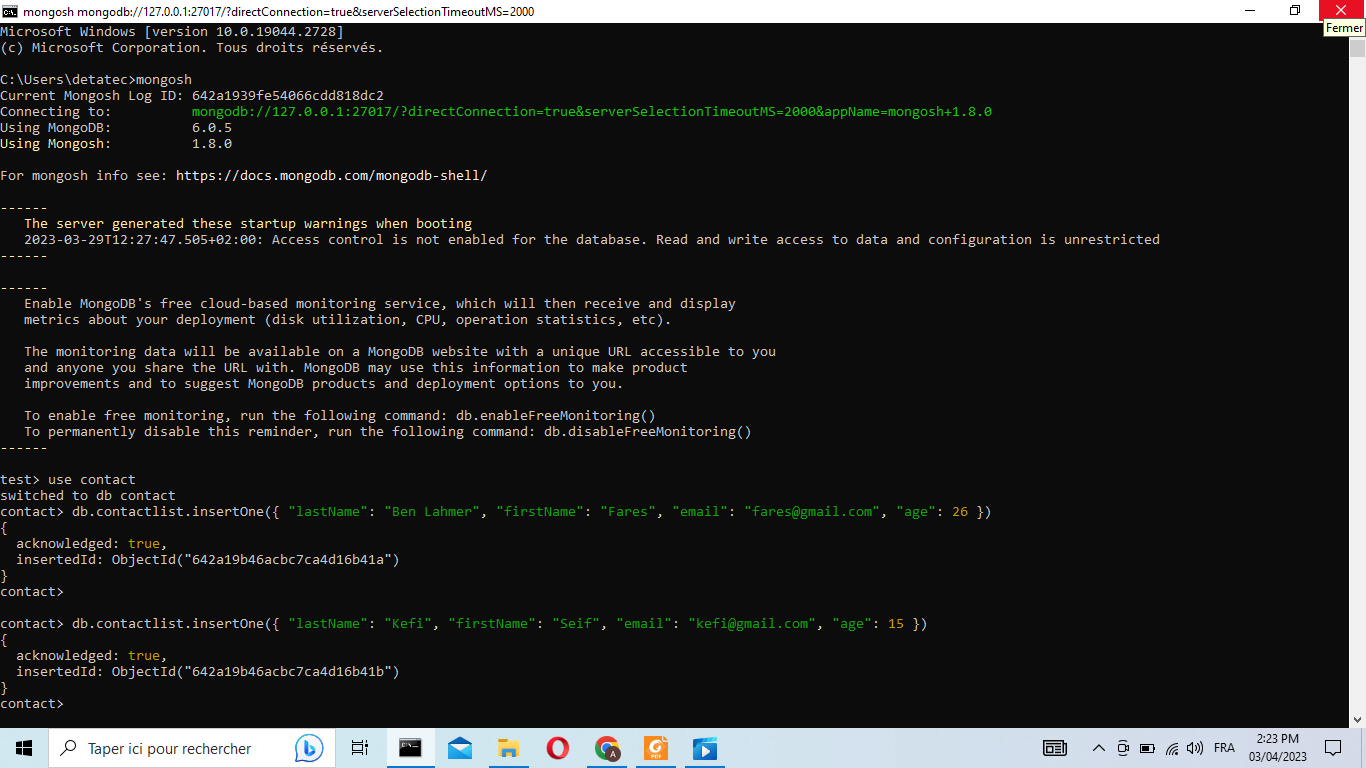 mongosh mongodb://127.0.0.1:27017/?directConnection=true&serverSelectionTimeoutMS=2000
Fermer
Microsoft Windows [version 10.0.19044.2728]
(c) Microsoft Corporation. Tous droits réservés.
C:\Users\detatec>mongosh
Current Mongosh Log ID: 642a1939fe54066cdd818dc2
Connecting to: mongodb://127.0.0.1:27017/?directConnection=true&serverSelectionTimeoutMS=2000&appName=mongosh+1.8.0
Using MongoDB: 6.0.5
Using Mongosh: 1.8.0
For mongosh info see: https://docs.mongodb.com/mongodb-shell/
------
The server generated these startup warnings when booting
2023-03-29T12:27:47.505+02:00: Access control is not enabled for the database. Read and write access to data and configuration is unrestricted
------
------
Enable MongoDB's free cloud-based monitoring service, which will then receive and display
metrics about your deployment (disk utilization, CPU, operation statistics, etc).
The monitoring data will be available on a MongoDB website with a unique URL accessible to you
and anyone you share the URL with. MongoDB may use this information to make product
improvements and to suggest MongoDB products and deployment options to you.
To enable free monitoring, run the following command: db.enableFreeMonitoring()
To permanently disable this reminder, run the following command: db.disableFreeMonitoring()
------
test> use contact
switched to db contact
contact> db.contactlist.insertOne({ "lastName": "Ben Lahmer", "firstName": "Fares", "email": "fares@gmail.com", "age": 26 })
{
acknowledged: true,
insertedId: ObjectId("642a19b46acbc7ca4d16b41a")
}
contact>
contact> db.contactlist.insertOne({ "lastName": "Kefi", "firstName": "Seif", "email": "kefi@gmail.com", "age": 15 })
{
acknowledged: true,
insertedId: ObjectId("642a19b46acbc7ca4d16b41b")
}
contact>
Taper ici pour rechercher
A
PDF
FRA
2:23 PM
03/04/2023